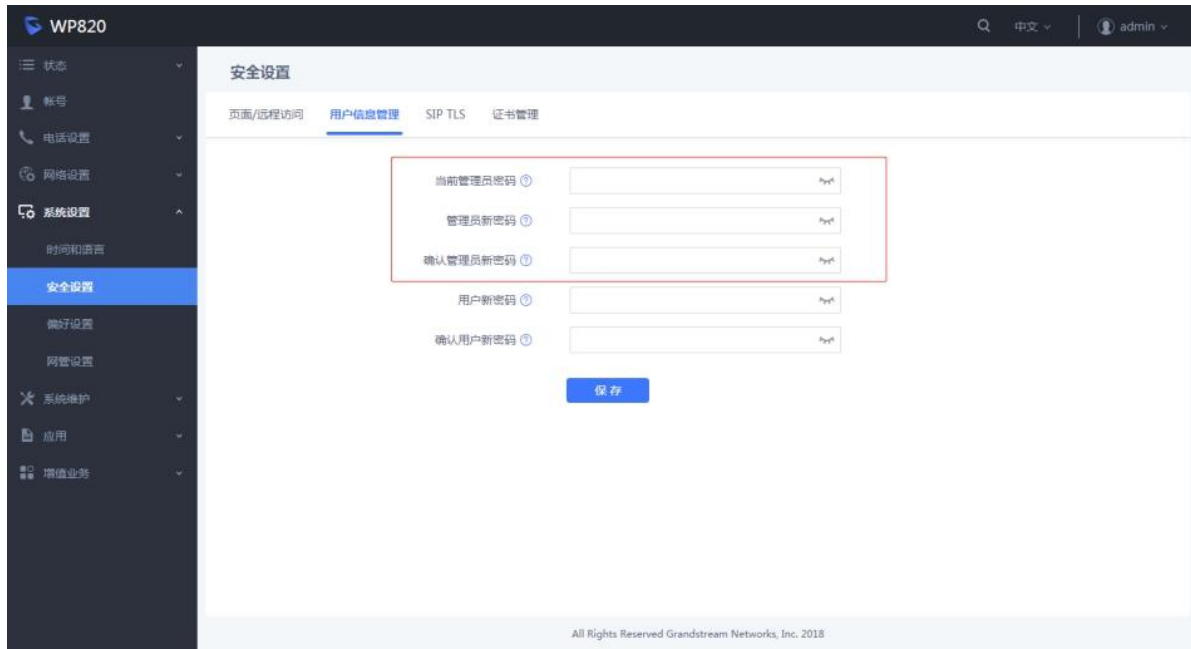 WP820
中文
admin
状态
帐号
电话设置
网络设置
系统设置
时间和语言
安全设置
偏好设置
网管设置
系统维护
应用
增值业务
安全设置
页面/远程访问 用户信息管理 SIP TLS 证书管理
当前管理员密码
管理员新密码
确认管理员新密码
用户新密码
确认用户新密码
保存
All Rights Reserved Grandstream Networks, Inc. 2018